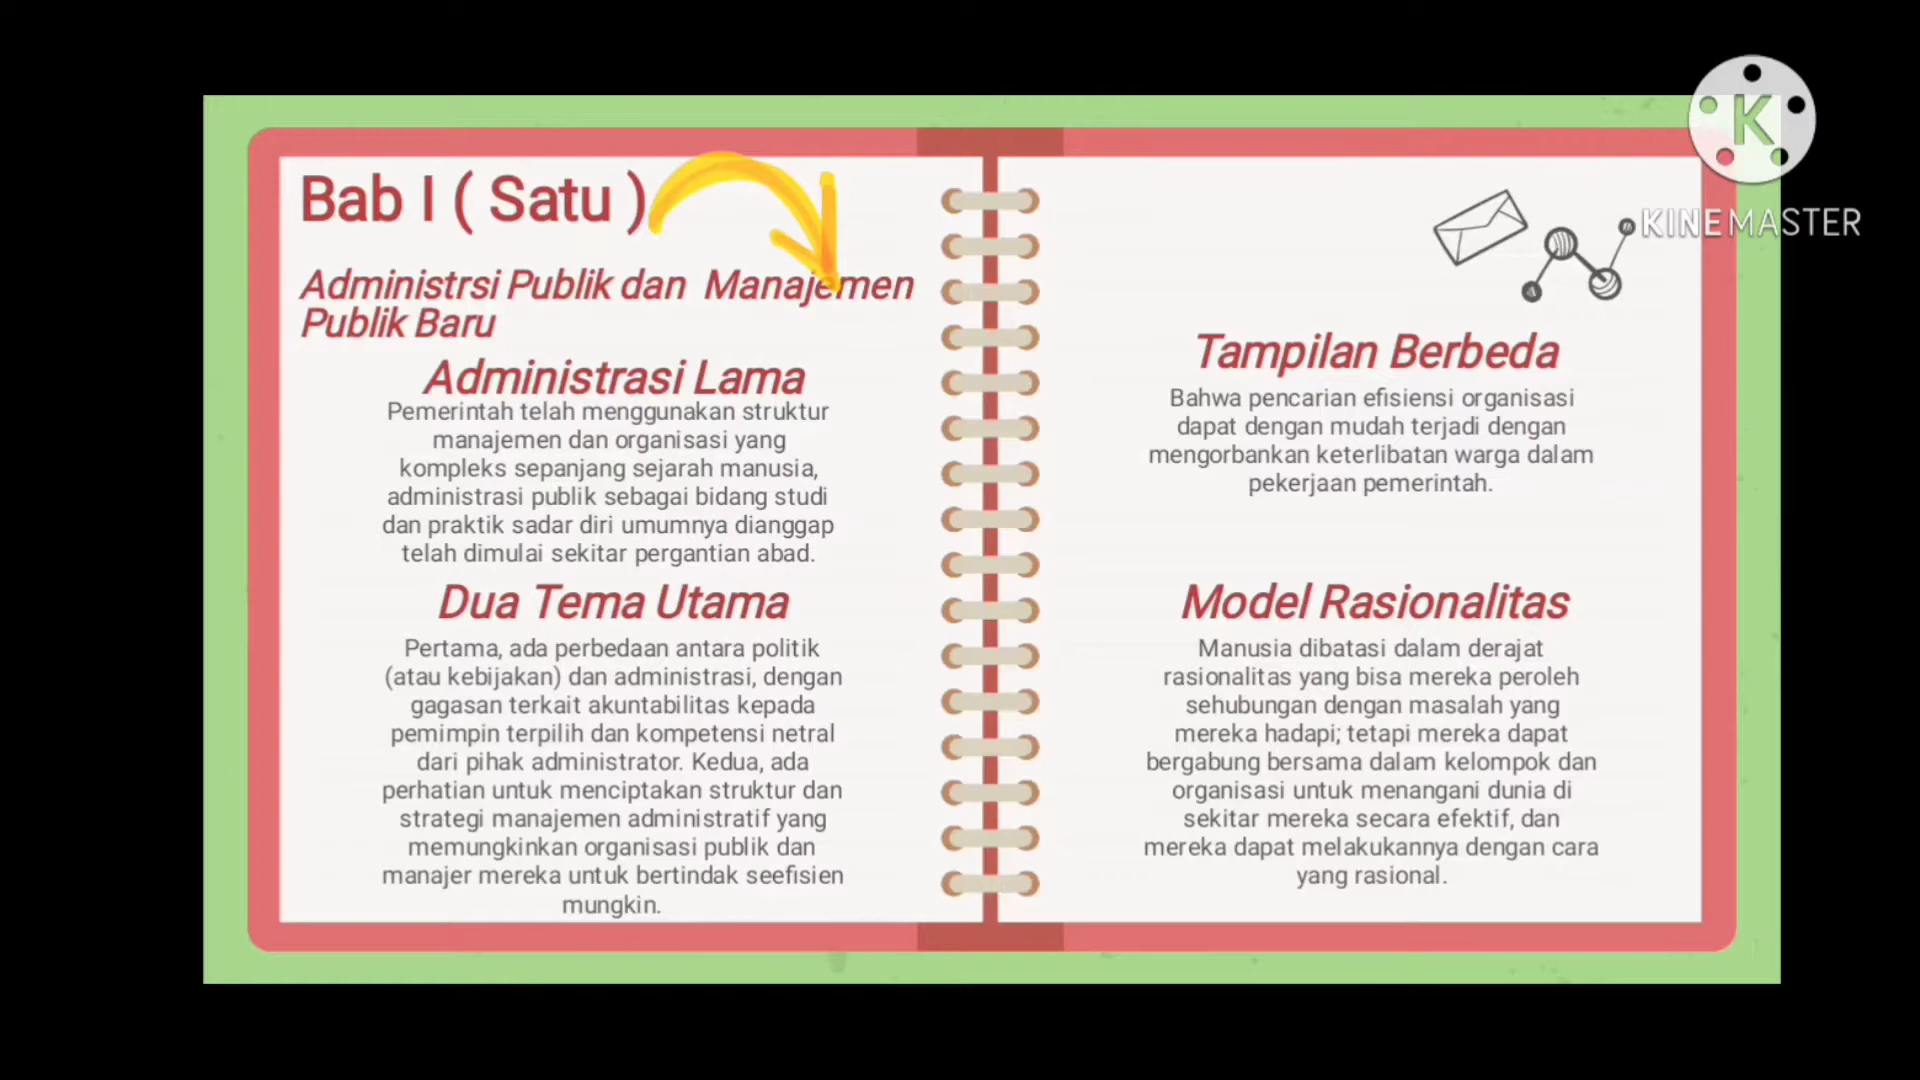 Bab I ( Satu )
Administrsi Publik dan Manajemen
Publik Baru
Administrasi Lama
Pemerintah telah menggunakan struktur
manajemen dan organisasi yang
kompleks sepanjang sejarah manusia,
administrasi publik sebagai bidang studi
dan praktik sadar diri umumnya dianggap
telah dimulai sekitar pergantian abad.
Dua Tema Utama
Pertama, ada perbedaan antara politik
(atau kebijakan) dan administrasi, dengan
gagasan terkait akuntabilitas kepada
pemimpin terpilih dan kompetensi netral
dari pihak administrator. Kedua, ada
perhatian untuk menciptakan struktur dan
strategi manajemen administratif yang
memungkinkan organisasi publik dan
manajer mereka untuk bertindak seefisien
mungkin.
Tampilan Berbeda
Bahwa pencarian efisiensi organisasi
dapat dengan mudah terjadi dengan
mengorbankan keterlibatan warga dalam
pekerjaan pemerintah.
Model Rasionalitas
Manusia dibatasi dalam derajat
rasionalitas yang bisa mereka peroleh
sehubungan dengan masalah yang
mereka hadapi; tetapi mereka dapat
bergabung bersama dalam kelompok dan
organisasi untuk menangani dunia di
sekitar mereka secara efektif, dan
mereka dapat melakukannya dengan cara
yang rasional.
K
KINEMASTER